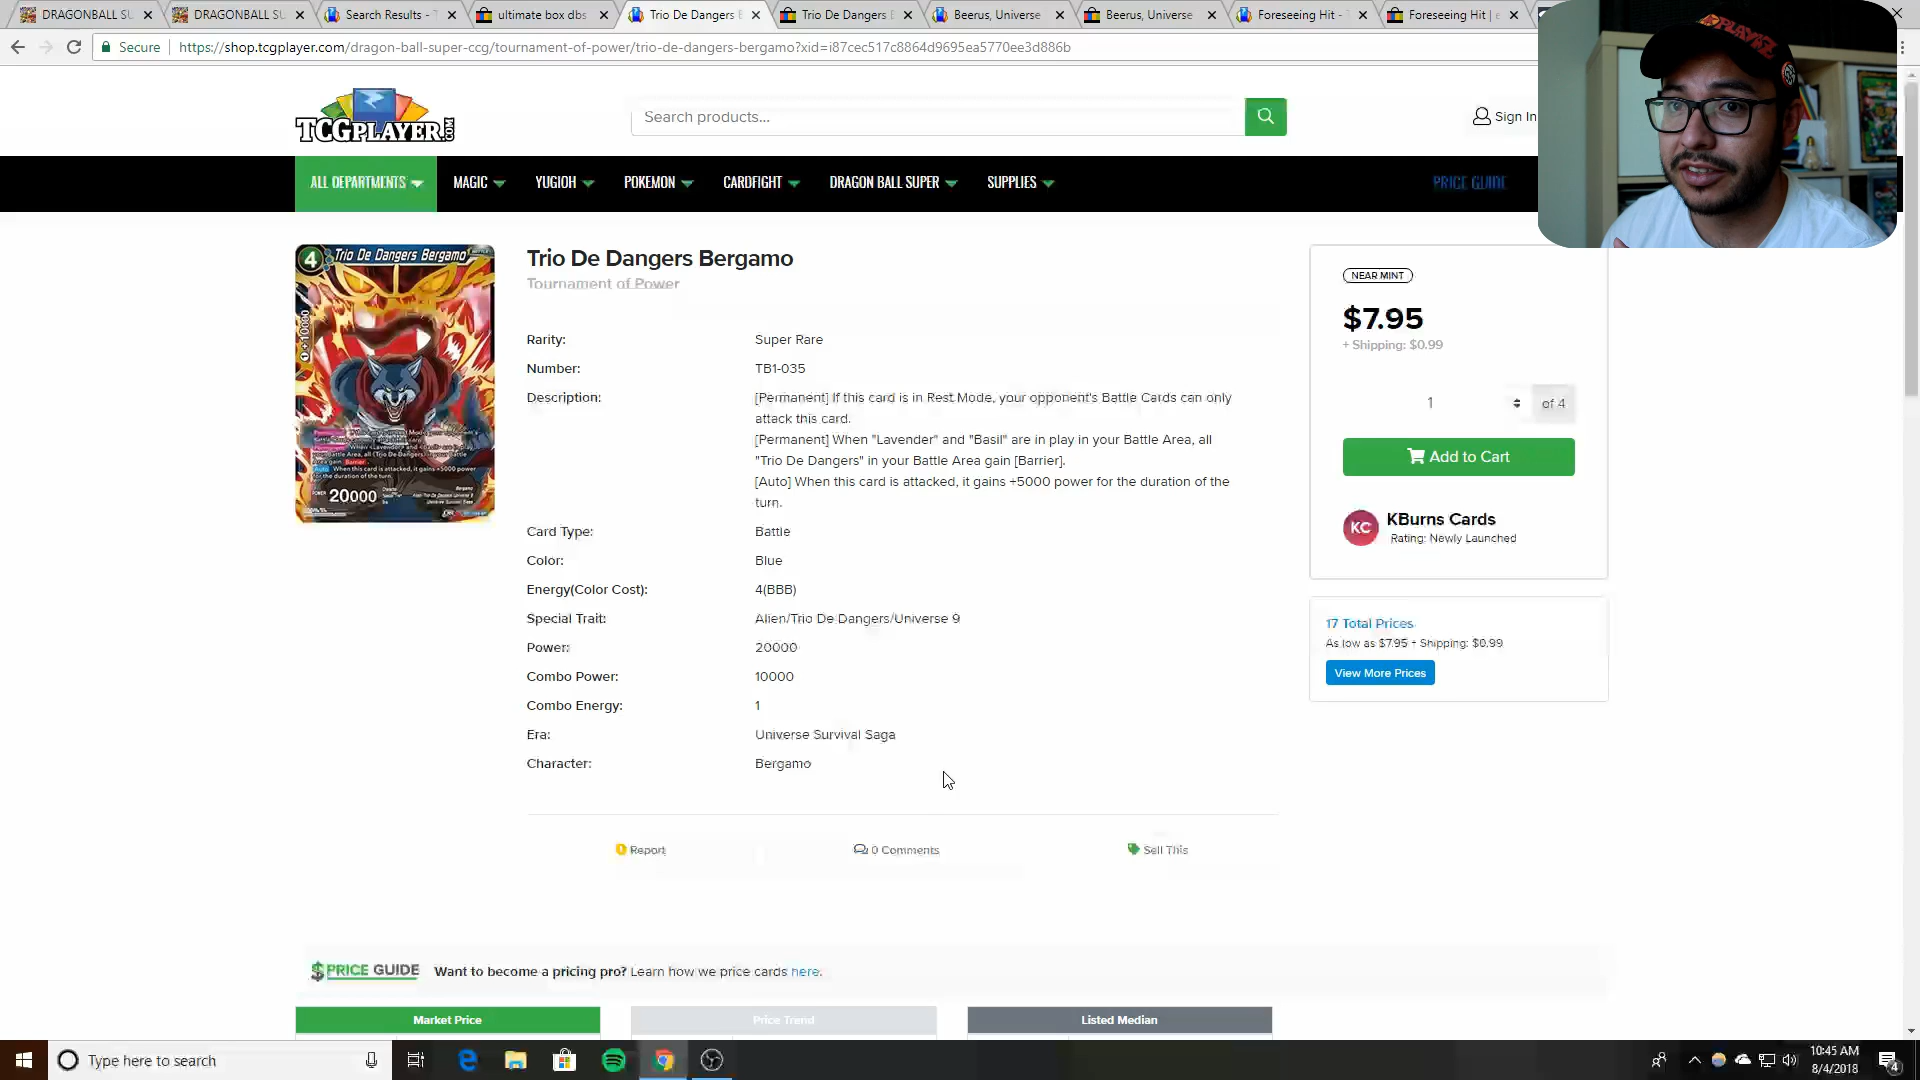 DRAGONBALL SU
DRAGONBALL SU
Search Results - T
ultimate box dbs
Trio De Dangers B
Trio De Dangers B
Beerus, Universe
Beerus, Universe
Foreseeing Hit - T
Foreseeing Hit | e
Secure
https://shop.tcgplayer.com/dragon-ball-super-ccg/tournament-of-power/trio-de-dangers-bergamo?xid=i87cec517c8864d9695ea5770ee3d886b
TCGPLAYER.COM
Search products...
Sign In
ALL DEPARTMENTS
MAGIC
YUGIOH
POKEMON
CARDFIGHT
DRAGON BALL SUPER
SUPPLIES
PRICE GUIDE
4
Trio De Dangers Bergamo
+10000
POWER 20000
Trio De Dangers Bergamo
Tournament of Power
Rarity: Super Rare
Number: TB1-035
Description: [Permanent] If this card is in Rest Mode, your opponent's Battle Cards can only
attack this card.
[Permanent] When "Lavender" and "Basil" are in play in your Battle Area, all
"Trio De Dangers" in your Battle Area gain [Barrier].
[Auto] When this card is attacked, it gains +5000 power for the duration of the
turn.
Card Type: Battle
Color: Blue
Energy(Color Cost): 4(BBB)
Special Trait: Alien/Trio De Dangers/Universe 9
Power: 20000
Combo Power: 10000
Combo Energy: 1
Era: Universe Survival Saga
Character: Bergamo
NEAR MINT
$7.95
+ Shipping: $0.99
1
of 4
Add to Cart
KC
KBurns Cards
Rating: Newly Launched
17 Total Prices
As low as $7.95 + Shipping: $0.99
View More Prices
Report
0 Comments
Sell This
PRICE GUIDE
Want to become a pricing pro? Learn how we price cards here.
Market Price
Price Trend
Listed Median
Type here to search
10:45 AM
8/4/2018
4